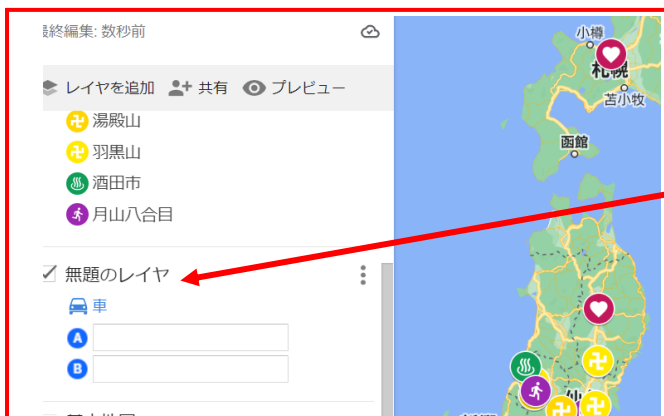 最終編集: 数秒前
レイヤを追加 共有 プレビュー
湯殿山
羽黒山
酒田市
月山八合目
無題のレイヤ
車
A
B
小樽
札幌
苫小牧
函館